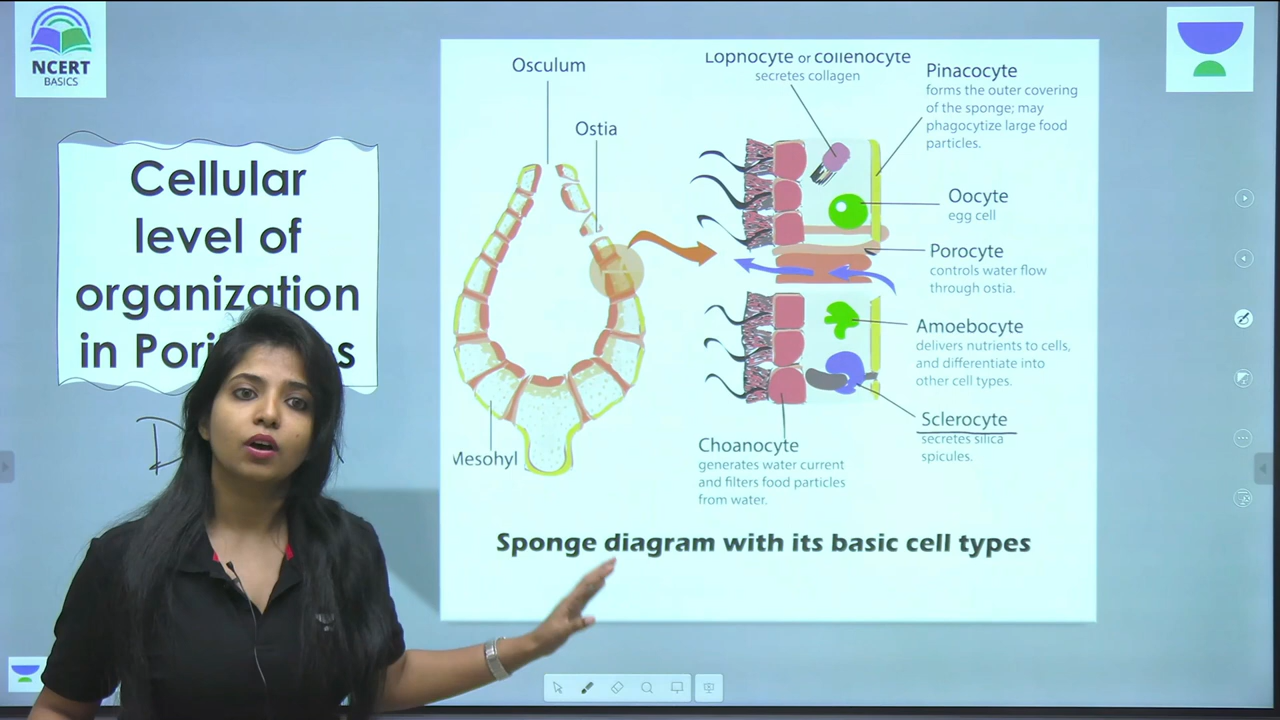 NCERT
BASICS
Cellular
level of
organization
in Pori
s
D
Osculum
Ostia
Mesohyl
Lophocyte or collenocyte
secretes collagen
Pinacocyte
forms the outer covering
of the sponge; may
phagocytize large food
particles.
Oocyte
egg cell
Porocyte
controls water flow
through ostia.
Amoebocyte
delivers nutrients to cells,
and differentiate into
other cell types.
Sclerocyte
secretes silica
spicules.
Choanocyte
generates water current
and filters food particles
from water.
Sponge diagram with its basic cell types